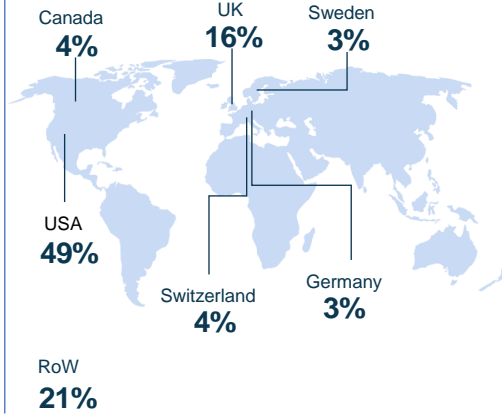 Canada
4%
UK
16%
Sweden
3%
USA
49%
Switzerland
4%
Germany
3%
RoW
21%